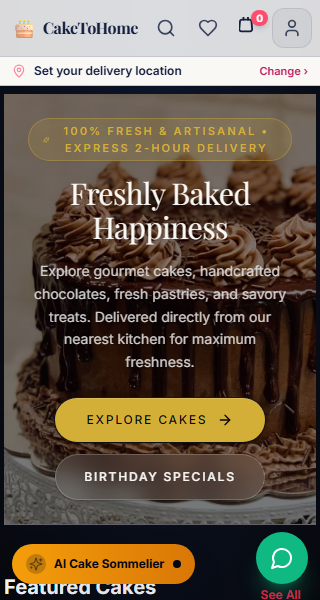 CakeToHome
0
Set your delivery location
Change ›
100% FRESH & ARTISANAL •
EXPRESS 2-HOUR DELIVERY
Freshly Baked
Happiness
Explore gourmet cakes, handcrafted
chocolates, fresh pastries, and savory
treats. Delivered directly from our
nearest kitchen for maximum
freshness.
EXPLORE CAKES →
BIRTHDAY SPECIALS
AI Cake Sommelier
Featured Cakes
See All